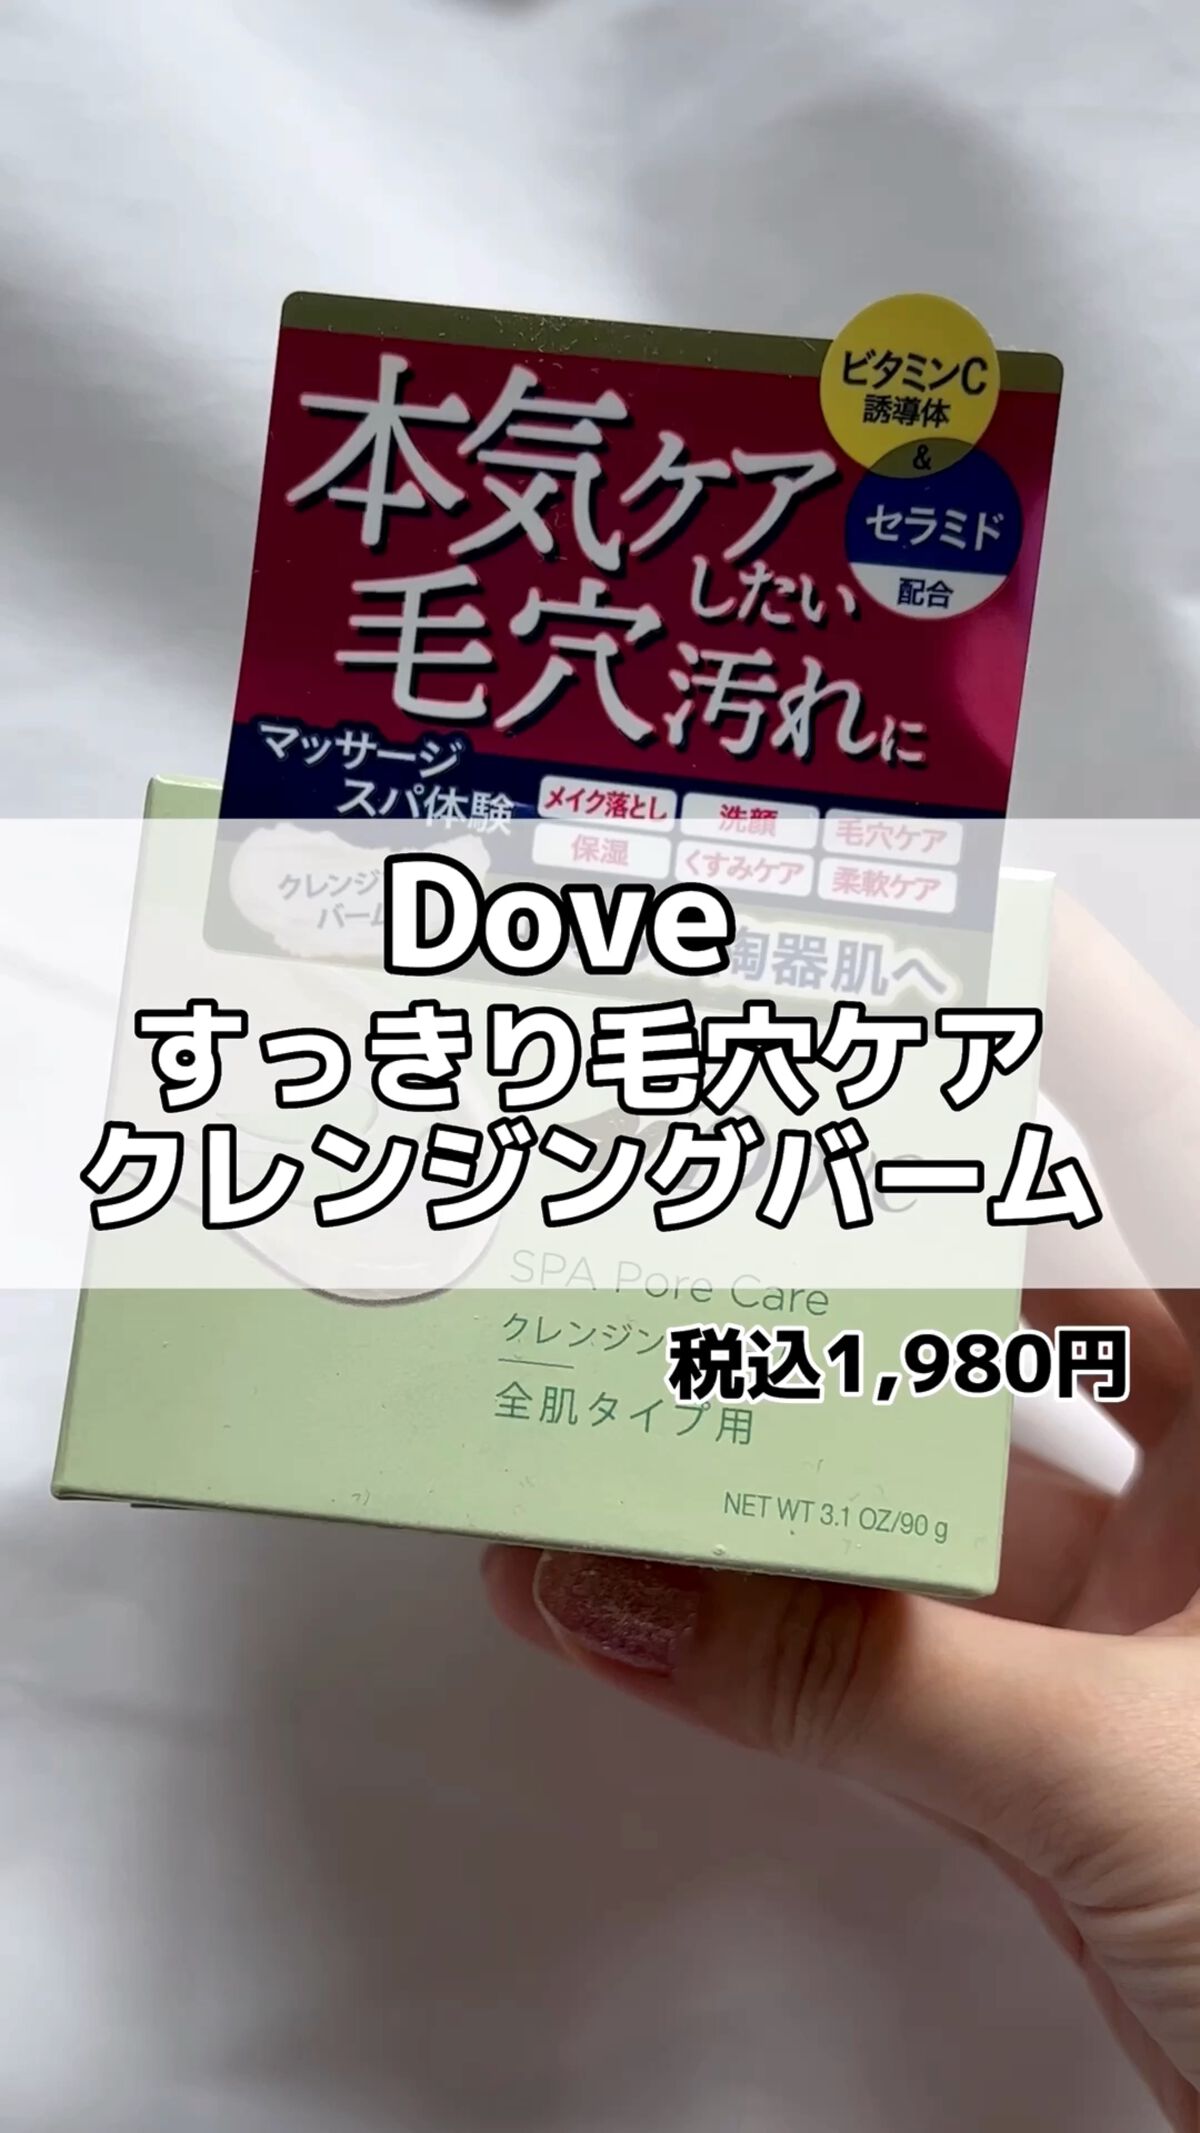 ビタミンC
誘導体
&
セラミド
配合
本気ケア
したい
毛穴汚れに
マッサージ
スパ体験
メイク落とし 洗顔 毛穴ケア
保湿 くすみケア 柔軟ケア
陶器肌へ
Dove
すっきり毛穴ケア
クレンジングバーム
SPA Pore Care
税込1,980円
全肌タイプ用
NET WT 3.1 OZ/90 g